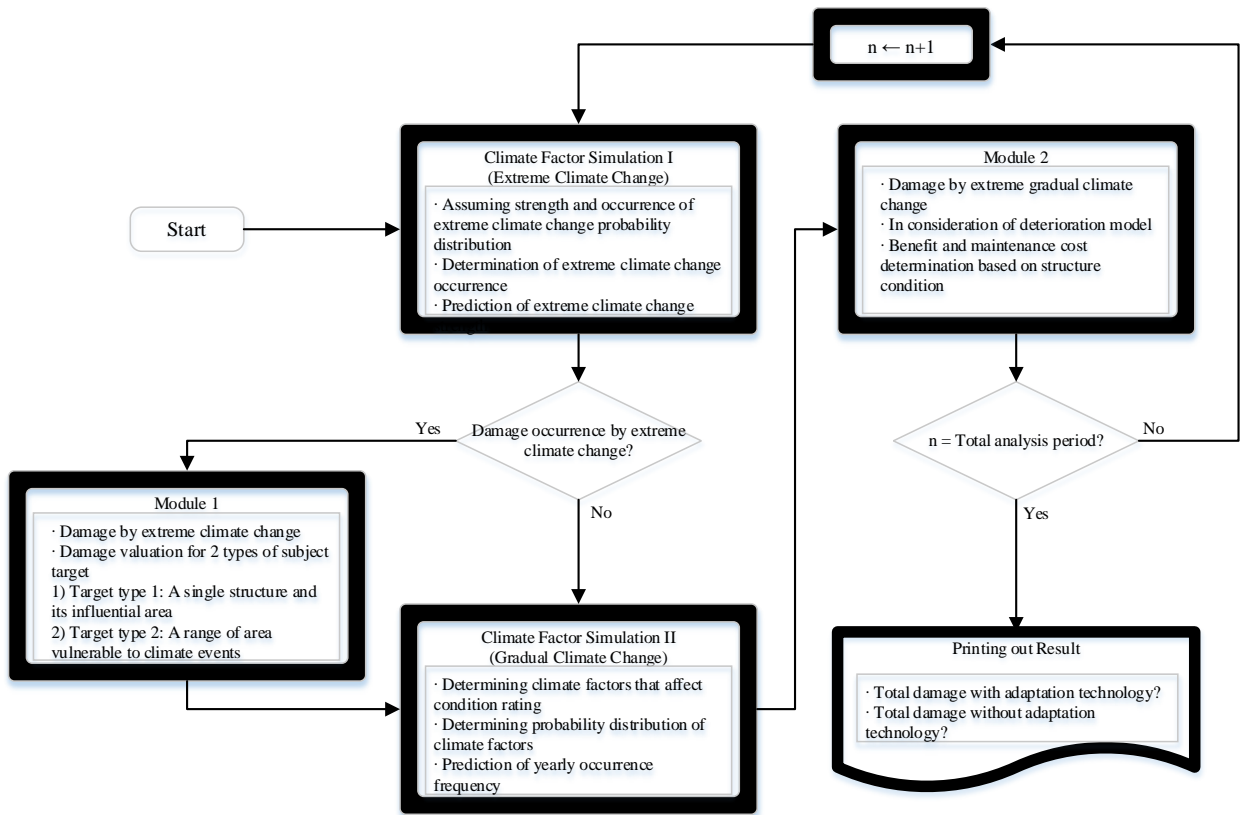 n ← n+1
Start
Climate Factor Simulation I
(Extreme Climate Change)
· Assuming strength and occurrence of
extreme climate change probability
distribution
· Determination of extreme climate change
occurrence
· Prediction of extreme climate change
Module 2
· Damage by extreme gradual climate
change
· In consideration of deterioration model
· Benefit and maintenance cost
determination based on structure
condition
Damage occurrence by extreme
climate change?
Yes
No
n = Total analysis period?
No
Yes
Module 1
· Damage by extreme climate change
· Damage valuation for 2 types of subject
target
1) Target type 1: A single structure and
its influential area
2) Target type 2: A range of area
vulnerable to climate events
Climate Factor Simulation II
(Gradual Climate Change)
· Determining climate factors that affect
condition rating
· Determining probability distribution of
climate factors
· Prediction of yearly occurrence
frequency
Printing out Result
· Total damage with adaptation technology?
· Total damage without adaptation
technology?